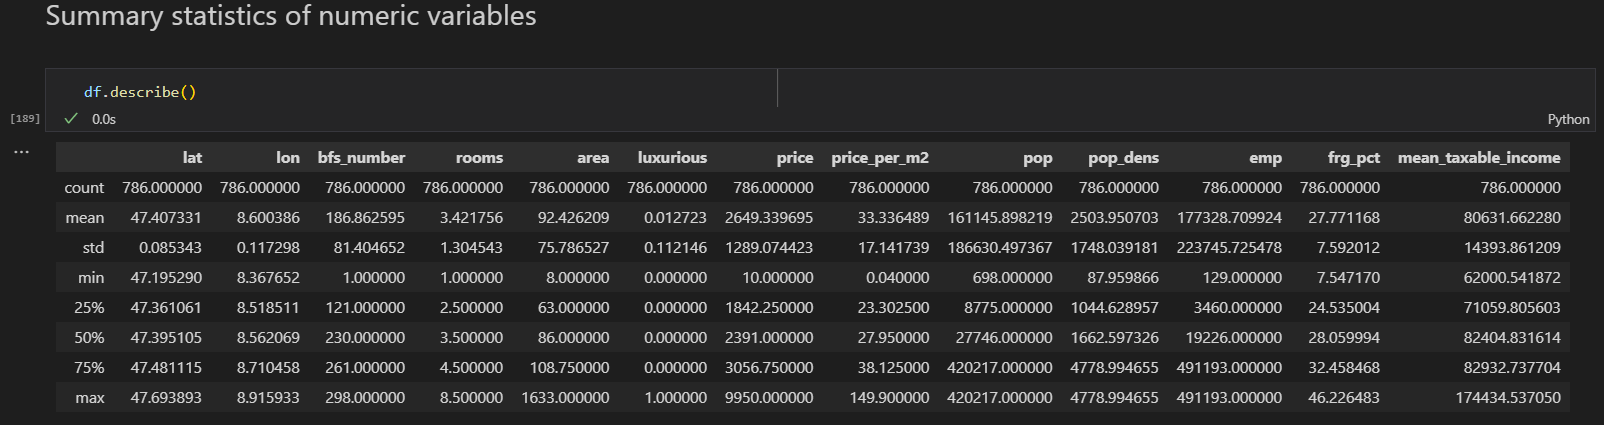 Summary statistics of numeric variables
df.describe()
[189] 0.0s Python
...
lat lon bfs_number rooms area luxurious price price_per_m2 pop pop_dens emp frg_pct mean_taxable_income
count 786.000000 786.000000 786.000000 786.000000 786.000000 786.000000 786.000000 786.000000 786.000000 786.000000 786.000000 786.000000 786.000000
mean 47.407331 8.600386 186.862595 3.421756 92.426209 0.012723 2649.339695 33.336489 161145.898219 2503.950703 177328.709924 27.771168 80631.662280
std 0.085343 0.117298 81.404652 1.304543 75.786527 0.112146 1289.074423 17.141739 186630.497367 1748.039181 223745.725478 7.592012 14393.861209
min 47.195290 8.367652 1.000000 1.000000 8.000000 0.000000 10.000000 0.040000 698.000000 87.959866 129.000000 7.547170 62000.541872
25% 47.361061 8.518511 121.000000 2.500000 63.000000 0.000000 1842.250000 23.302500 8775.000000 1044.628957 3460.000000 24.535004 71059.805603
50% 47.395105 8.562069 230.000000 3.500000 86.000000 0.000000 2391.000000 27.950000 27746.000000 1662.597326 19226.000000 28.059994 82404.831614
75% 47.481115 8.710458 261.000000 4.500000 108.750000 0.000000 3056.750000 38.125000 420217.000000 4778.994655 491193.000000 32.458468 82932.737704
max 47.693893 8.915933 298.000000 8.500000 1633.000000 1.000000 9950.000000 149.900000 420217.000000 4778.994655 491193.000000 46.226483 174434.537050